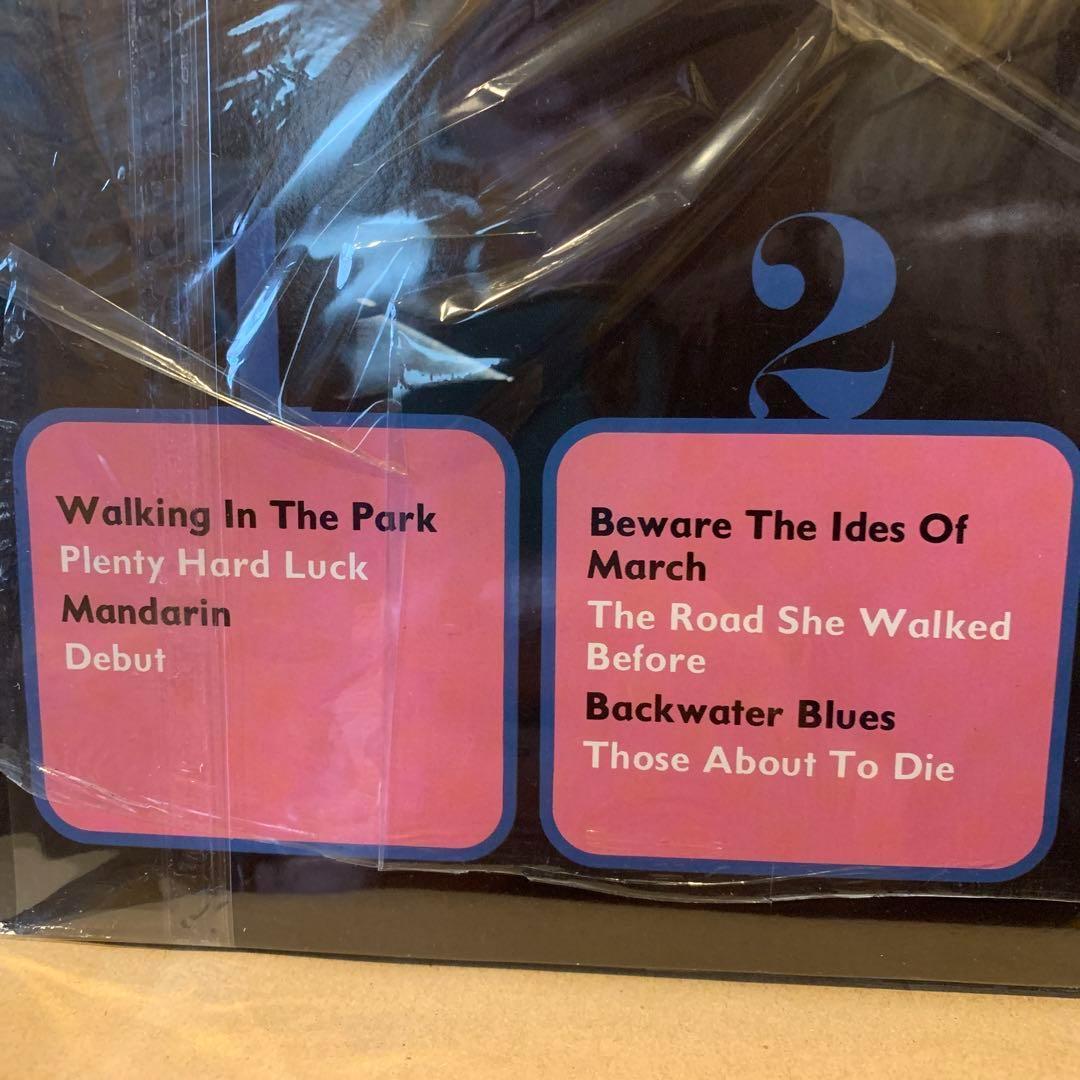 1
Walking In The Park
Plenty Hard Luck
Mandarin
Debut
2
Beware The Ides Of
March
The Road She Walked
Before
Backwater Blues
Those About To Die